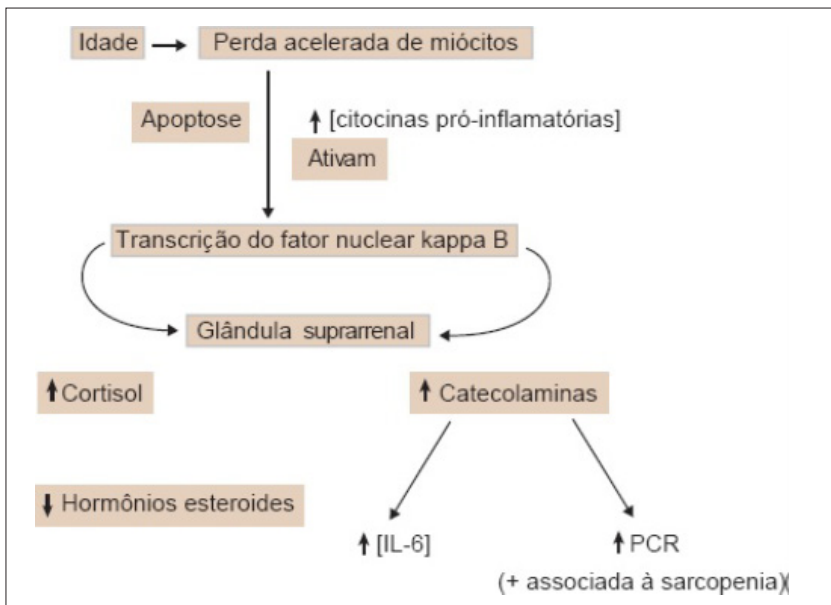 Idade Perda acelerada de miócitos
Apoptose [citocinas pró-inflamatórias]
Ativam
Transcrição do fator nuclear kappa B
Glândula suprarrenal
Cortisol Catecolaminas
Hormônios esteroides
[IL-6] PCR
(+ associada à sarcopenia)